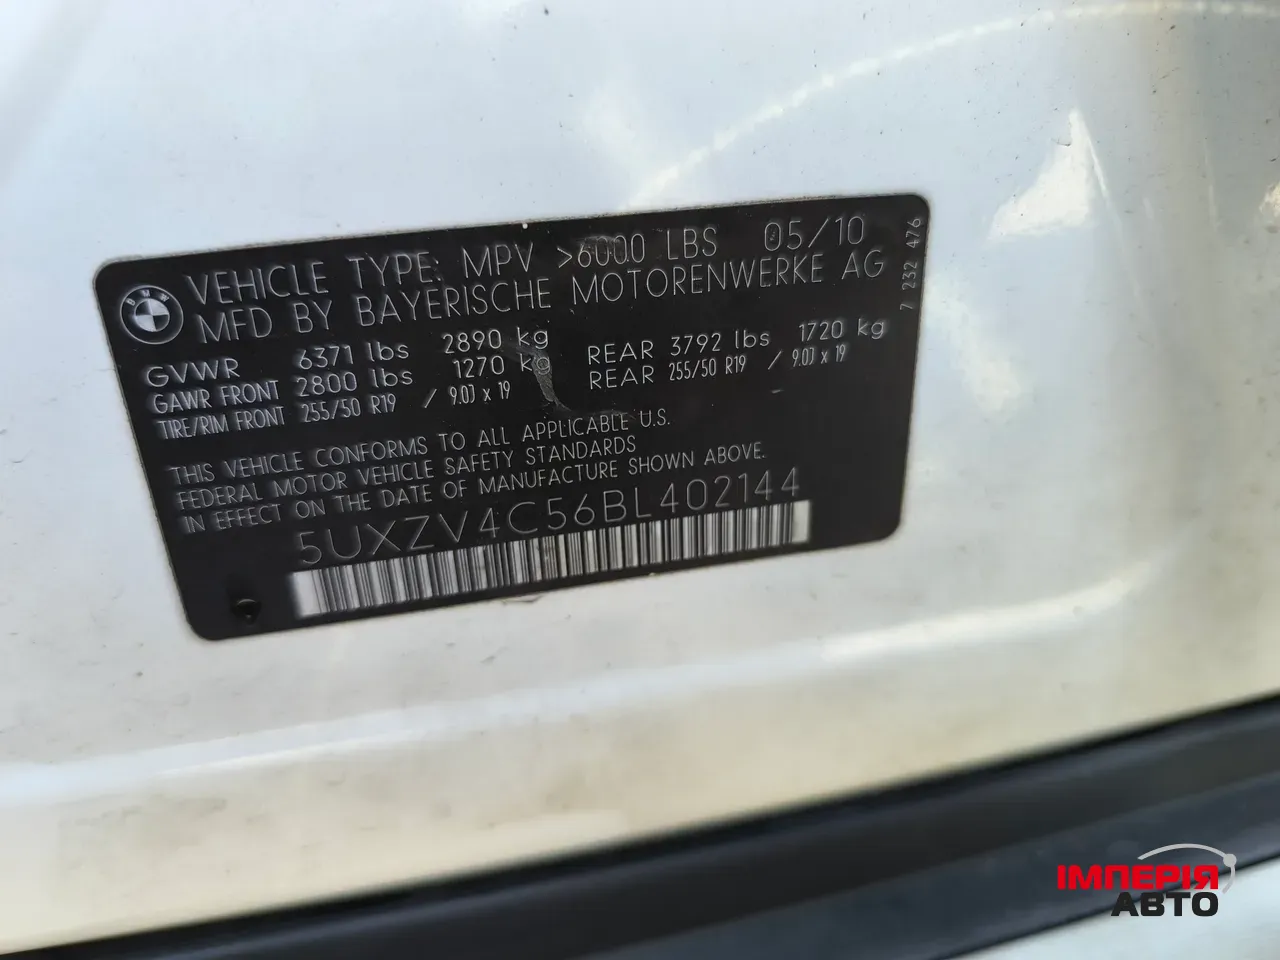 BMW
VEHICLE TYPE: MPV >6000 LBS 05/10
MFD BY BAYERISCHE MOTORENWERKE AG
GVWR 6371 lbs 2890 kg
GAWR FRONT 2800 lbs 1270 kg REAR 3792 lbs 1720 kg
TIRE/RIM FRONT 255/50 R19 / 9.0J x 19 REAR 255/50 R19 / 9.0J x 19
THIS VEHICLE CONFORMS TO ALL APPLICABLE U.S.
FEDERAL MOTOR VEHICLE SAFETY STANDARDS
IN EFFECT ON THE DATE OF MANUFACTURE SHOWN ABOVE.
5UXZV4C56BL402144
7 232 476
ІМПЕРІЯ
АВТО